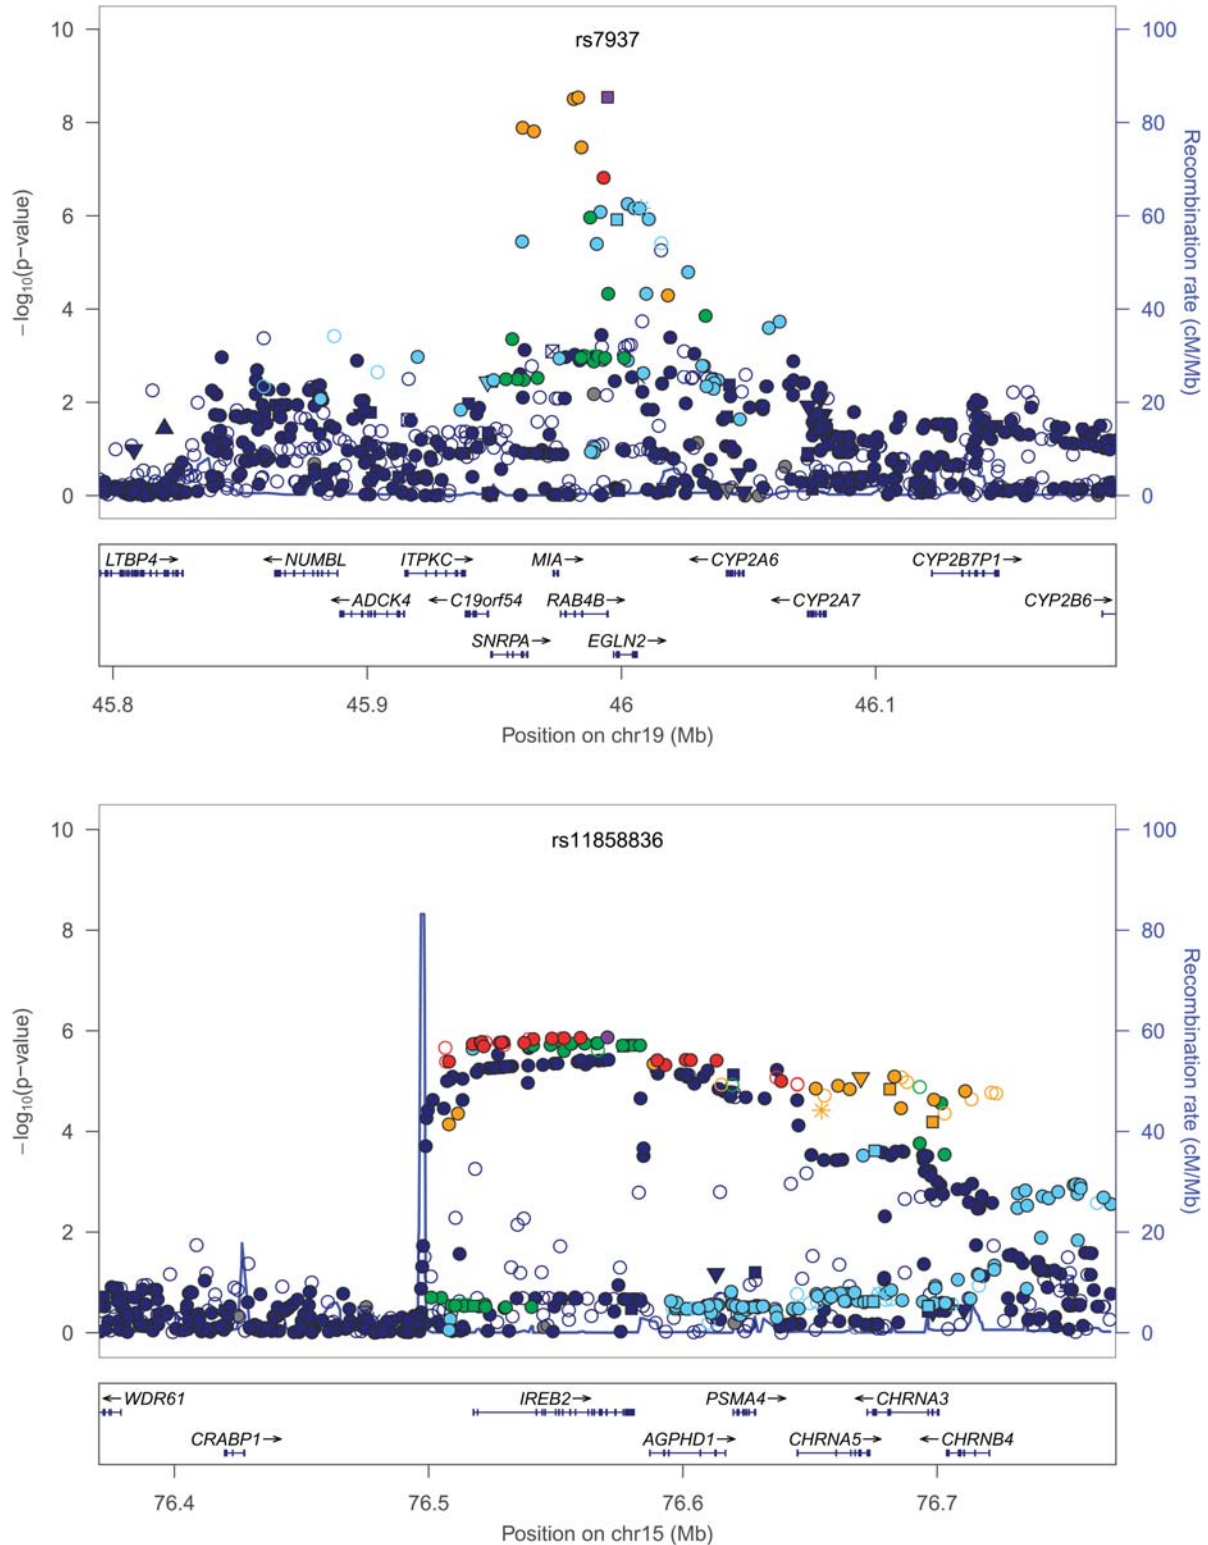 rs7937
10
8
6
4
2
0
−log10(p−value)
100
80
60
40
20
0
Recombination rate (cM/Mb)
LTBP4→
←NUMBL
ITPKC→
MIA→
←CYP2A6
CYP2B7P1→
←ADCK4
←C19orf54
RAB4B→
←CYP2A7
CYP2B6→
SNRPA→
EGLN2→
45.8
45.9
46
46.1
Position on chr19 (Mb)
rs11858836
10
8
6
4
2
0
−log10(p−value)
100
80
60
40
20
0
Recombination rate (cM/Mb)
←WDR61
IREB2→
PSMA4→
←CHRNA3
CRABP1→
AGPHD1→
CHRNA5→
←CHRNB4
76.4
76.5
76.6
76.7
Position on chr15 (Mb)